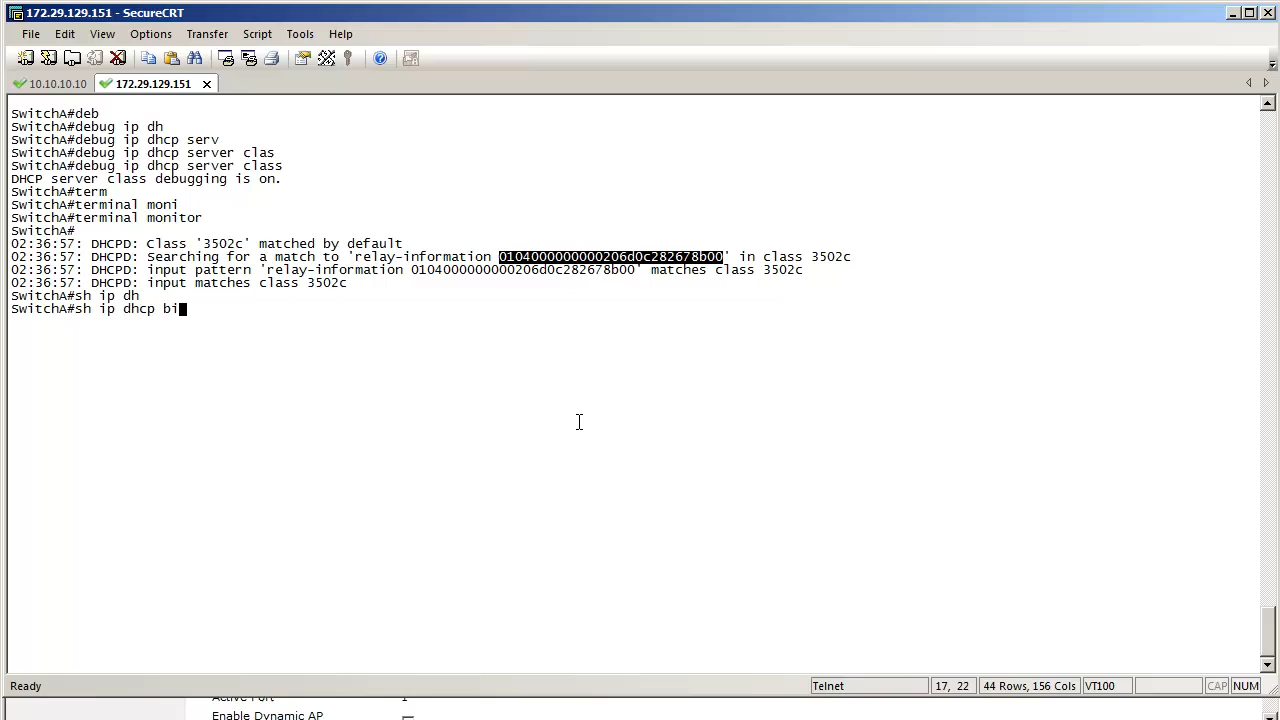 172.29.129.151 - SecureCRT
File Edit View Options Transfer Script Tools Help
10.10.10.10 172.29.129.151
SwitchA#deb
SwitchA#debug ip dh
SwitchA#debug ip dhcp serv
SwitchA#debug ip dhcp server clas
SwitchA#debug ip dhcp server class
DHCP server class debugging is on.
SwitchA#term
SwitchA#terminal moni
SwitchA#terminal monitor
SwitchA#
02:36:57: DHCPD: Class '3502c' matched by default
02:36:57: DHCPD: Searching for a match to 'relay-information 0104000000000206d0c282678b00' in class 3502c
02:36:57: DHCPD: input pattern 'relay-information 0104000000000206d0c282678b00' matches class 3502c
02:36:57: DHCPD: input matches class 3502c
SwitchA#sh ip dh
SwitchA#sh ip dhcp bi
Ready Telnet 17, 22 44 Rows, 156 Cols VT100 CAP NUM
Active Port 1
Enable Dynamic AP